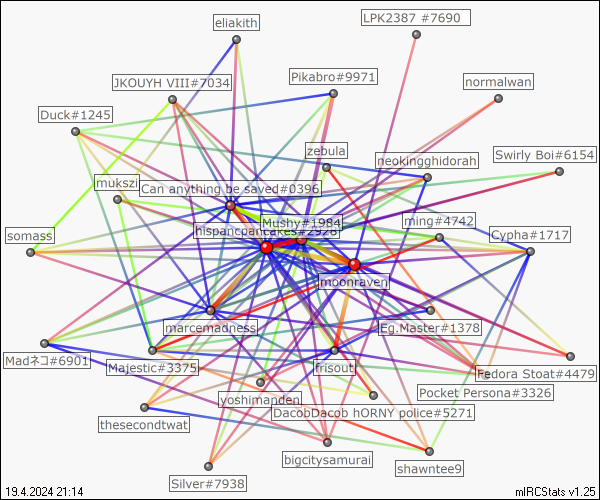 eliakith
LPK2387 #7690
Pikabro#9971
JKOUYH VIII#7034
normalwan
Duck#1245
zebula
Swirly Boi#6154
neokingghidorah
mukszi
Can anything be saved#0396
Mushy#1984
ming#4742
hispancpancakes#2926
somass
Cypha#1717
moonraven
marcemadness
Eg.Master#1378
Madネコ#6901
Majestic#3375
frisout
Fedora Stoat#4479
Pocket Persona#3326
yoshimanden
DacobDacob hORNY police#5271
thesecondtwat
bigcitysamurai
shawntee9
Silver#7938
19.4.2024 21:14
mIRCStats v1.25